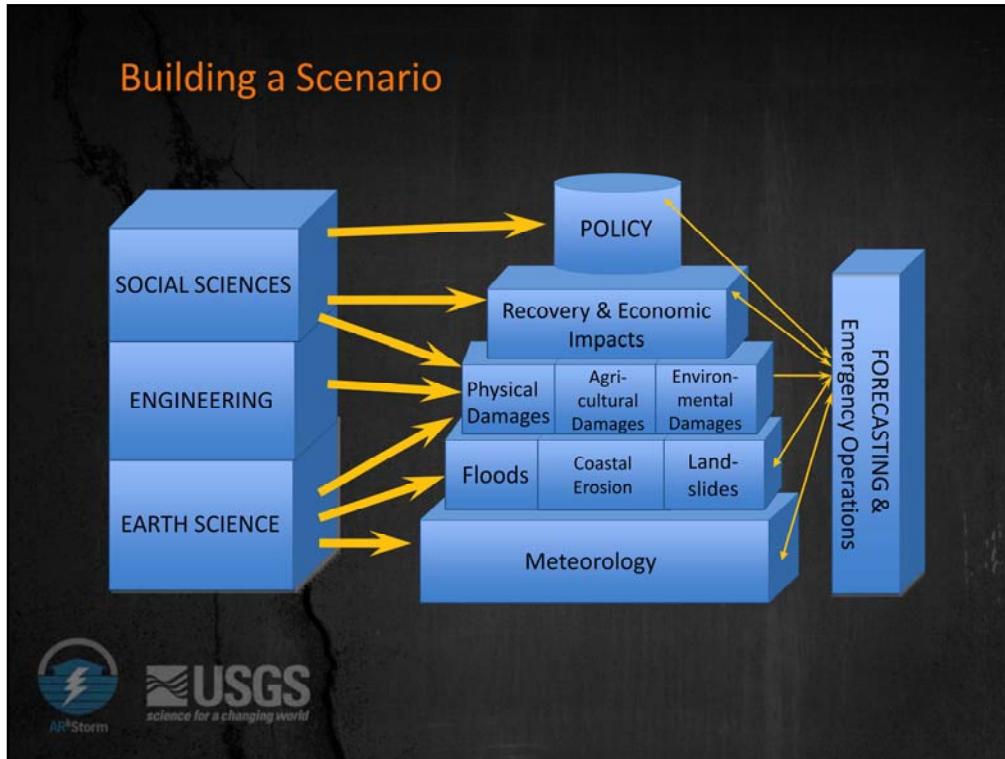 Building a Scenario
SOCIAL SCIENCES
ENGINEERING
EARTH SCIENCE
POLICY
Recovery & Economic
Impacts
Physical
Damages
Agri-
cultural
Damages
Environ-
mental
Damages
Floods
Coastal
Erosion
Land-
slides
Meteorology
FORECASTING &
Emergency Operations
ARkStorm
USGS
science for a changing world